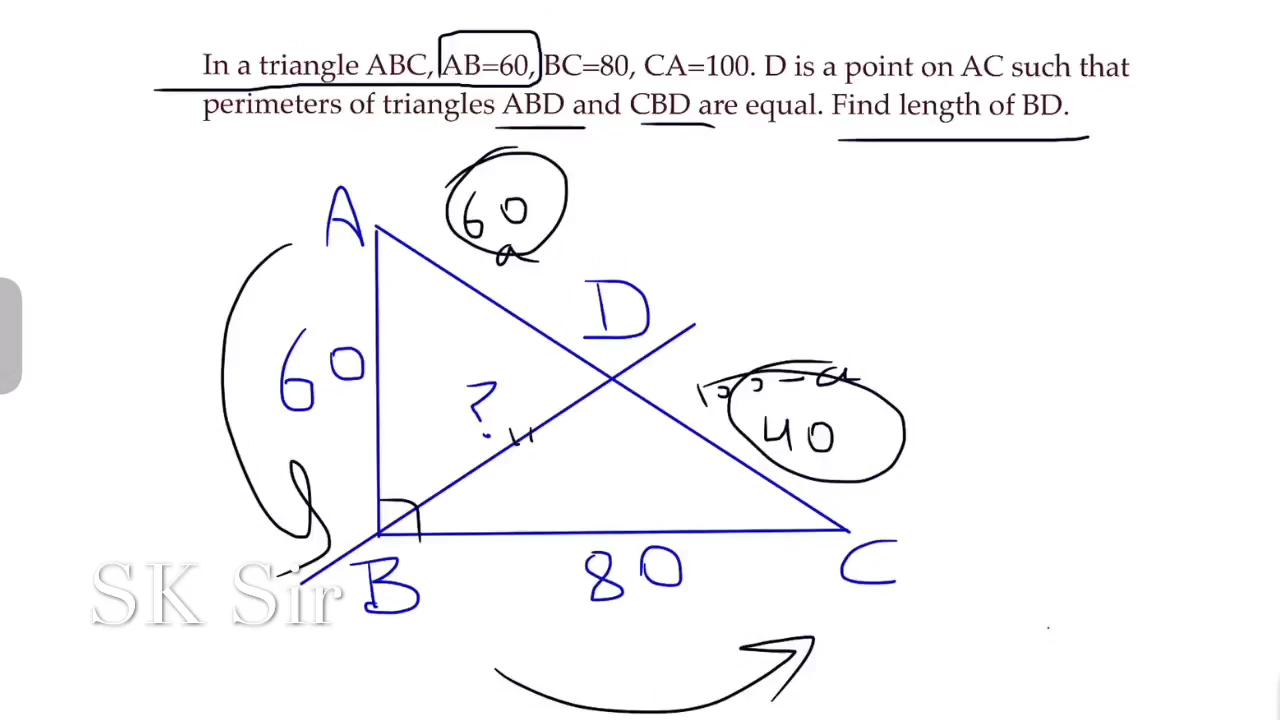 In a triangle ABC, AB=60, BC=80, CA=100. D is a point on AC such that
perimeters of triangles ABD and CBD are equal. Find length of BD.
A
60
a
D
60
?
100-a
40
B
80
C
SK Sir